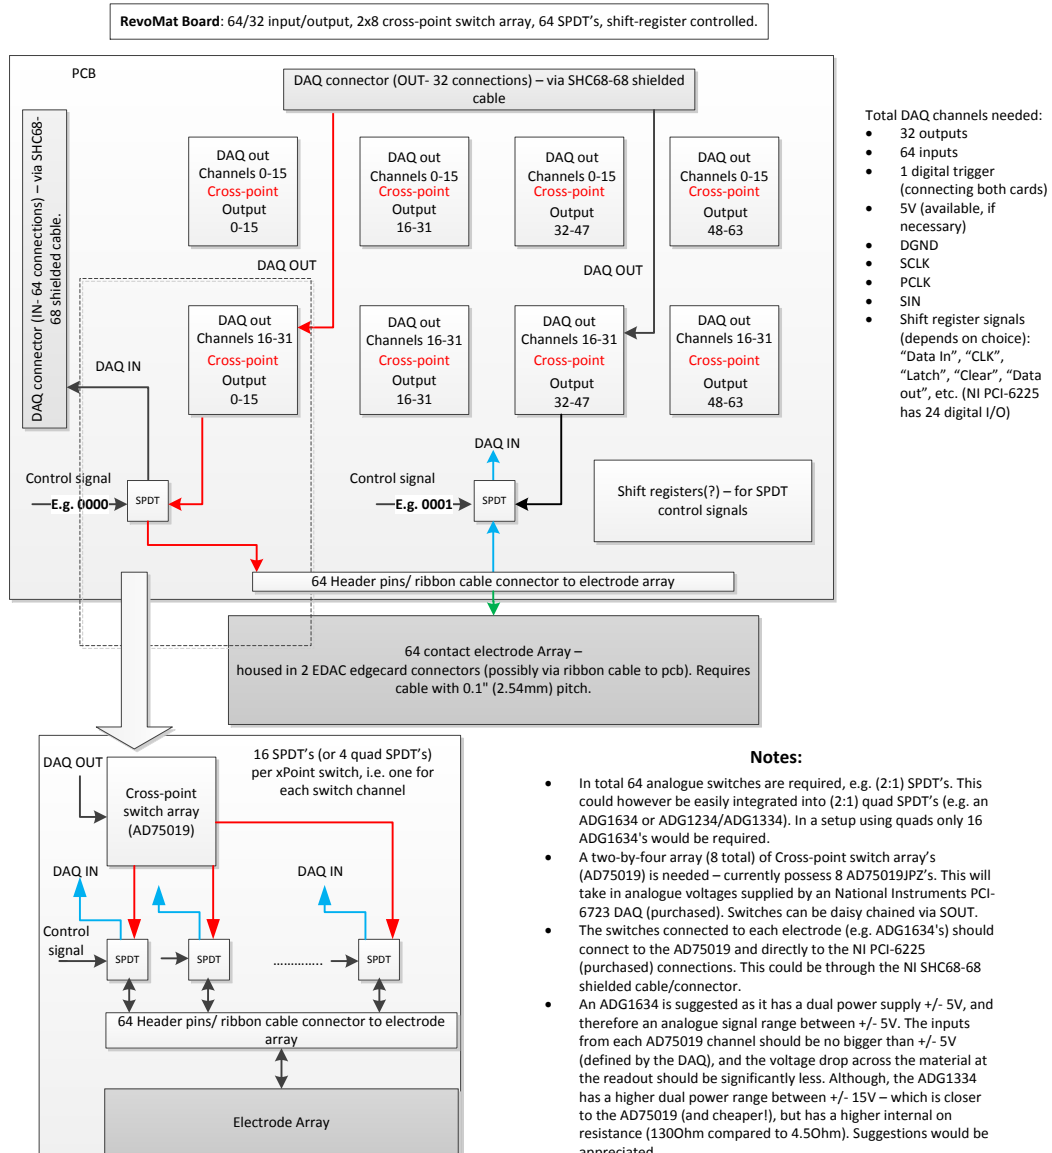 RevoMat Board: 64/32 input/output, 2x8 cross-point switch array, 64 SPDT's, shift-register controlled.
PCB
DAQ connector (OUT- 32 connections) – via SHC68-68 shielded
cable
DAQ connector (IN- 64 connections) – via SHC68-
68 shielded cable.
DAQ out
Channels 0-15
Cross-point
Output
0-15
DAQ out
Channels 0-15
Cross-point
Output
16-31
DAQ out
Channels 0-15
Cross-point
Output
32-47
DAQ out
Channels 0-15
Cross-point
Output
48-63
DAQ OUT
DAQ OUT
DAQ out
Channels 16-31
Cross-point
Output
0-15
DAQ out
Channels 16-31
Cross-point
Output
16-31
DAQ out
Channels 16-31
Cross-point
Output
32-47
DAQ out
Channels 16-31
Cross-point
Output
48-63
DAQ IN
DAQ IN
Control signal
E.g. 0000
SPDT
Control signal
E.g. 0001
SPDT
Shift registers(?) – for SPDT
control signals
64 Header pins/ ribbon cable connector to electrode array
64 contact electrode Array –
housed in 2 EDAC edgecard connectors (possibly via ribbon cable to pcb). Requires
cable with 0.1" (2.54mm) pitch.
Total DAQ channels needed:
• 32 outputs
• 64 inputs
• 1 digital trigger
(connecting both cards)
• 5V (available, if
necessary)
• DGND
• SCLK
• PCLK
• SIN
• Shift register signals
(depends on choice):
“Data In”, “CLK”,
“Latch”, “Clear”, “Data
out”, etc. (NI PCI-6225
has 24 digital I/O)
16 SPDT's (or 4 quad SPDT's)
per xPoint switch, i.e. one for
each switch channel
DAQ OUT
Cross-point
switch array
(AD75019)
DAQ IN
DAQ IN
Control
signal
SPDT
SPDT
…………..
SPDT
64 Header pins/ ribbon cable connector to electrode
array
Electrode Array
Notes:
• In total 64 analogue switches are required, e.g. (2:1) SPDT's. This
could however be easily integrated into (2:1) quad SPDT's (e.g. an
ADG1634 or ADG1234/ADG1334). In a setup using quads only 16
ADG1634's would be required.
• A two-by-four array (8 total) of Cross-point switch array's
(AD75019) is needed – currently possess 8 AD75019JPZ's. This will
take in analogue voltages supplied by an National Instruments PCI-
6723 DAQ (purchased). Switches can be daisy chained via SOUT.
• The switches connected to each electrode (e.g. ADG1634's) should
connect to the AD75019 and directly to the NI PCI-6225
(purchased) connections. This could be through the NI SHC68-68
shielded cable/connector.
• An ADG1634 is suggested as it has a dual power supply +/- 5V, and
therefore an analogue signal range between +/- 5V. The inputs
from each AD75019 channel should be no bigger than +/- 5V
(defined by the DAQ), and the voltage drop across the material at
the readout should be significantly less. Although, the ADG1334
has a higher dual power range between +/- 15V – which is closer
to the AD75019 (and cheaper!), but has a higher internal on
resistance (130Ohm compared to 4.5Ohm). Suggestions would be
appreciated